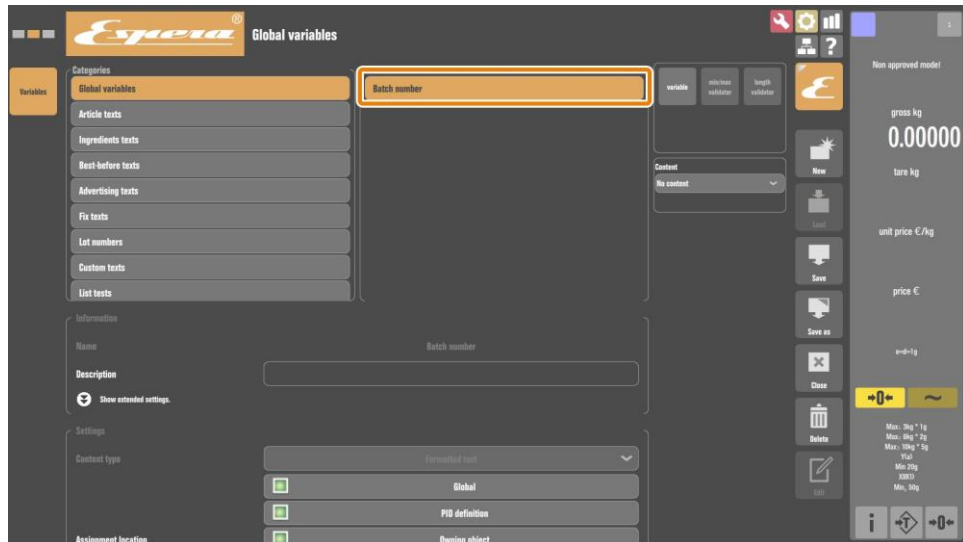 Espera®
Global variables
?
1
Variables
Categories
Global variables
Article texts
Ingredients texts
Best-before texts
Advertising texts
Fix texts
Lot numbers
Custom texts
List texts
Batch number
variable
min/max
validator
length
validator
Content
No content
Information
Name
Batch number
Description
Show extended settings.
Settings
Content type
Formatted text
Global
PID definition
Assignment location
Owning object
E
New
Load
Save
Save as
Close
Delete
Edit
Non approved mode!
gross kg
0.00000
tare kg
unit price €/kg
price €
e=d=1g
→0←
~
Max: 3kg * 1g
Max: 6kg * 2g
Max: 10kg * 5g
Min 20g
Min, 50g
i
→T←
→0←